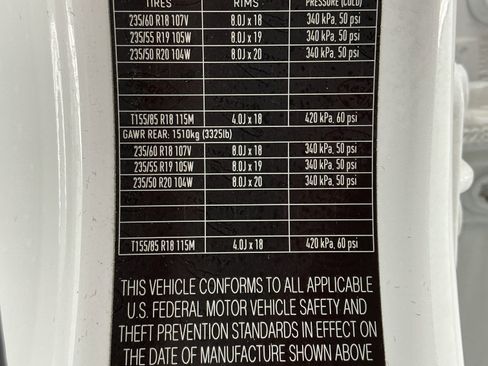 TIRES RIMS PRESSURE (COLD)
235/60 R18 107V 8.0J x 18 340 kPa, 50 psi
235/55 R19 105W 8.0J x 19 340 kPa, 50 psi
235/50 R20 104W 8.0J x 20 340 kPa, 50 psi
T155/85 R18 115M 4.0J x 18 420 kPa, 60 psi
GAWR REAR: 1510kg (3325lb)
235/60 R18 107V 8.0J x 18 340 kPa, 50 psi
235/55 R19 105W 8.0J x 19 340 kPa, 50 psi
235/50 R20 104W 8.0J x 20 340 kPa, 50 psi
T155/85 R18 115M 4.0J x 18 420 kPa, 60 psi
THIS VEHICLE CONFORMS TO ALL APPLICABLE
U.S. FEDERAL MOTOR VEHICLE SAFETY AND
THEFT PREVENTION STANDARDS IN EFFECT ON
THE DATE OF MANUFACTURE SHOWN ABOVE